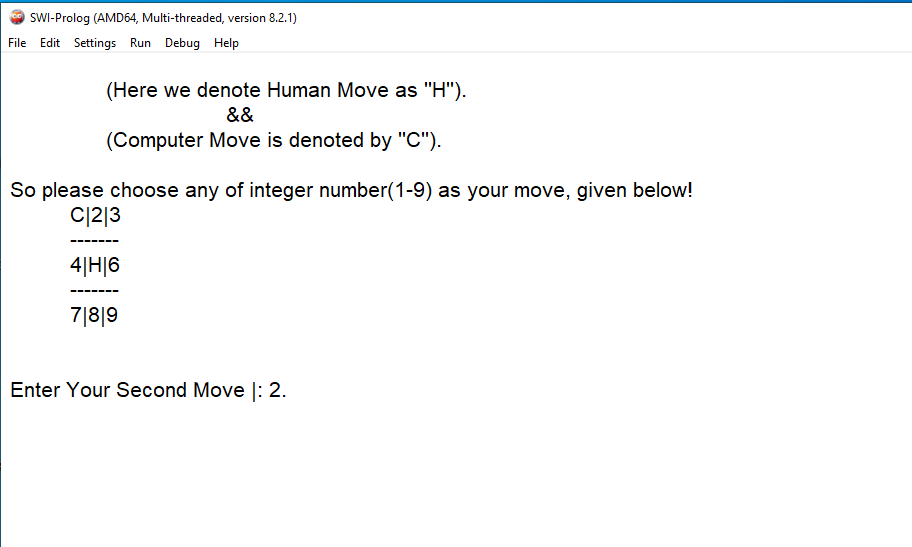 SWI-Prolog (AMD64, Multi-threaded, version 8.2.1)
File Edit Settings Run Debug Help
(Here we denote Human Move as "H").
&&
(Computer Move is denoted by "C").
So please choose any of integer number(1-9) as your move, given below!
C|2|3
-------
4|H|6
-------
7|8|9
Enter Your Second Move |: 2.